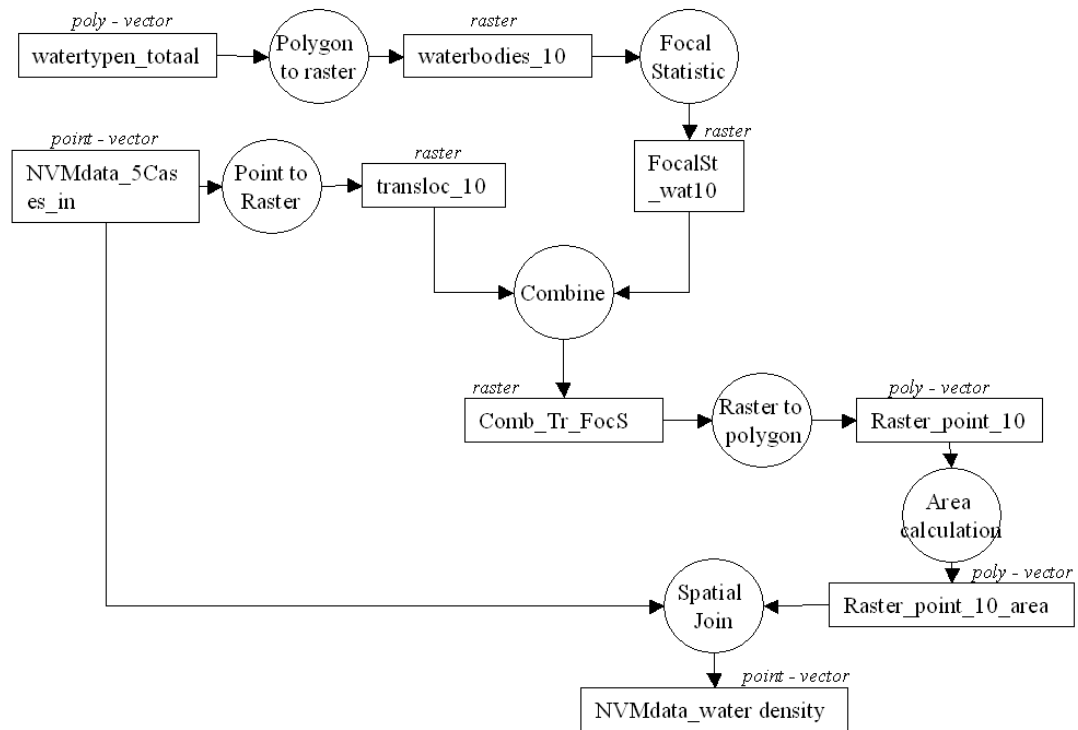 poly - vector
raster
watertypen_totaal
Polygon
to raster
waterbodies_10
Focal
Statistic
point - vector
raster
raster
NVMdata_5Cas
es_in
Point to
Raster
transloc_10
FocalSt
_wat10
Combine
raster
poly - vector
Comb_Tr_FocS
Raster to
polygon
Raster_point_10
Area
calculation
poly - vector
Spatial
Join
Raster_point_10_area
point - vector
NVMdata_water density